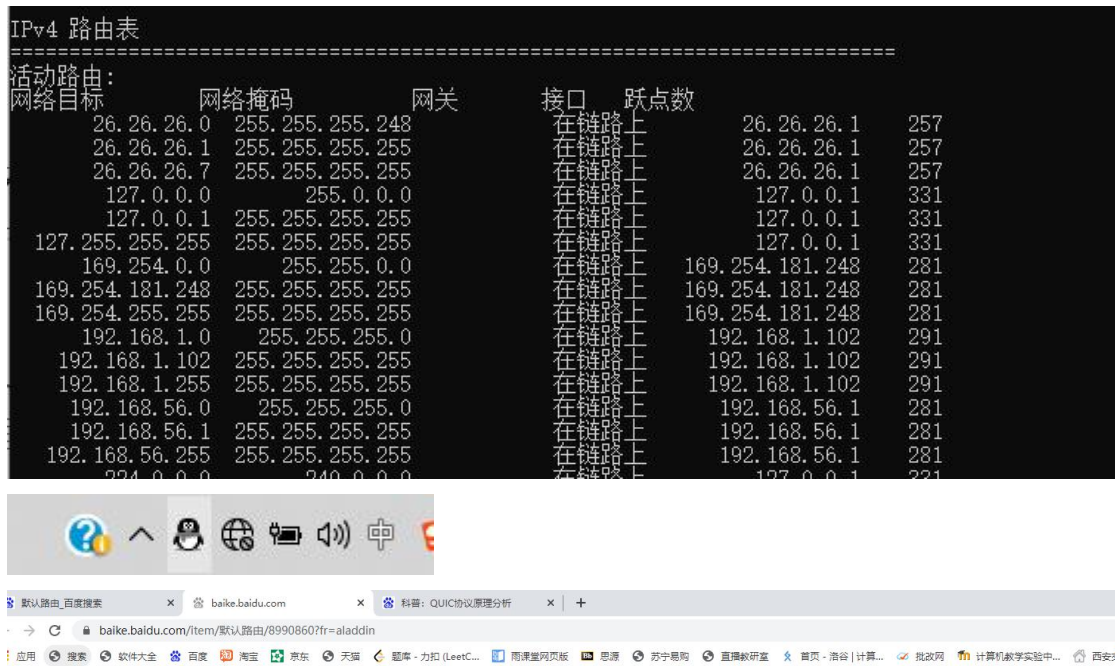 IPv4 路由表
===========================================================================
活动路由:
网络目标 网络掩码 网关 接口 跃点数
26.26.26.0 255.255.255.248 在链路上 26.26.26.1 257
26.26.26.1 255.255.255.255 在链路上 26.26.26.1 257
26.26.26.7 255.255.255.255 在链路上 26.26.26.1 257
127.0.0.0 255.0.0.0 在链路上 127.0.0.1 331
127.0.0.1 255.255.255.255 在链路上 127.0.0.1 331
127.255.255.255 255.255.255.255 在链路上 127.0.0.1 331
169.254.0.0 255.255.0.0 在链路上 169.254.181.248 281
169.254.181.248 255.255.255.255 在链路上 169.254.181.248 281
169.254.255.255 255.255.255.255 在链路上 169.254.181.248 281
192.168.1.0 255.255.255.0 在链路上 192.168.1.102 291
192.168.1.102 255.255.255.255 在链路上 192.168.1.102 291
192.168.1.255 255.255.255.255 在链路上 192.168.1.102 291
192.168.56.0 255.255.255.0 在链路上 192.168.56.1 281
192.168.56.1 255.255.255.255 在链路上 192.168.56.1 281
192.168.56.255 255.255.255.255 在链路上 192.168.56.1 281
224.0.0.0 240.0.0.0 在链路上 127.0.0.1 331
中
默认路由_百度搜索 baike.baidu.com 科普：QUIC协议原理分析
baike.baidu.com/item/默认路由/8990860?fr=aladdin
应用 搜索 软件大全 百度 淘宝 京东 天猫 题库 - 力扣 (LeetC... 雨课堂网页版 思源 苏宁易购 直播教研室 首页 - 洛谷 | 计算... 批改网 计算机教学实验中... 西安